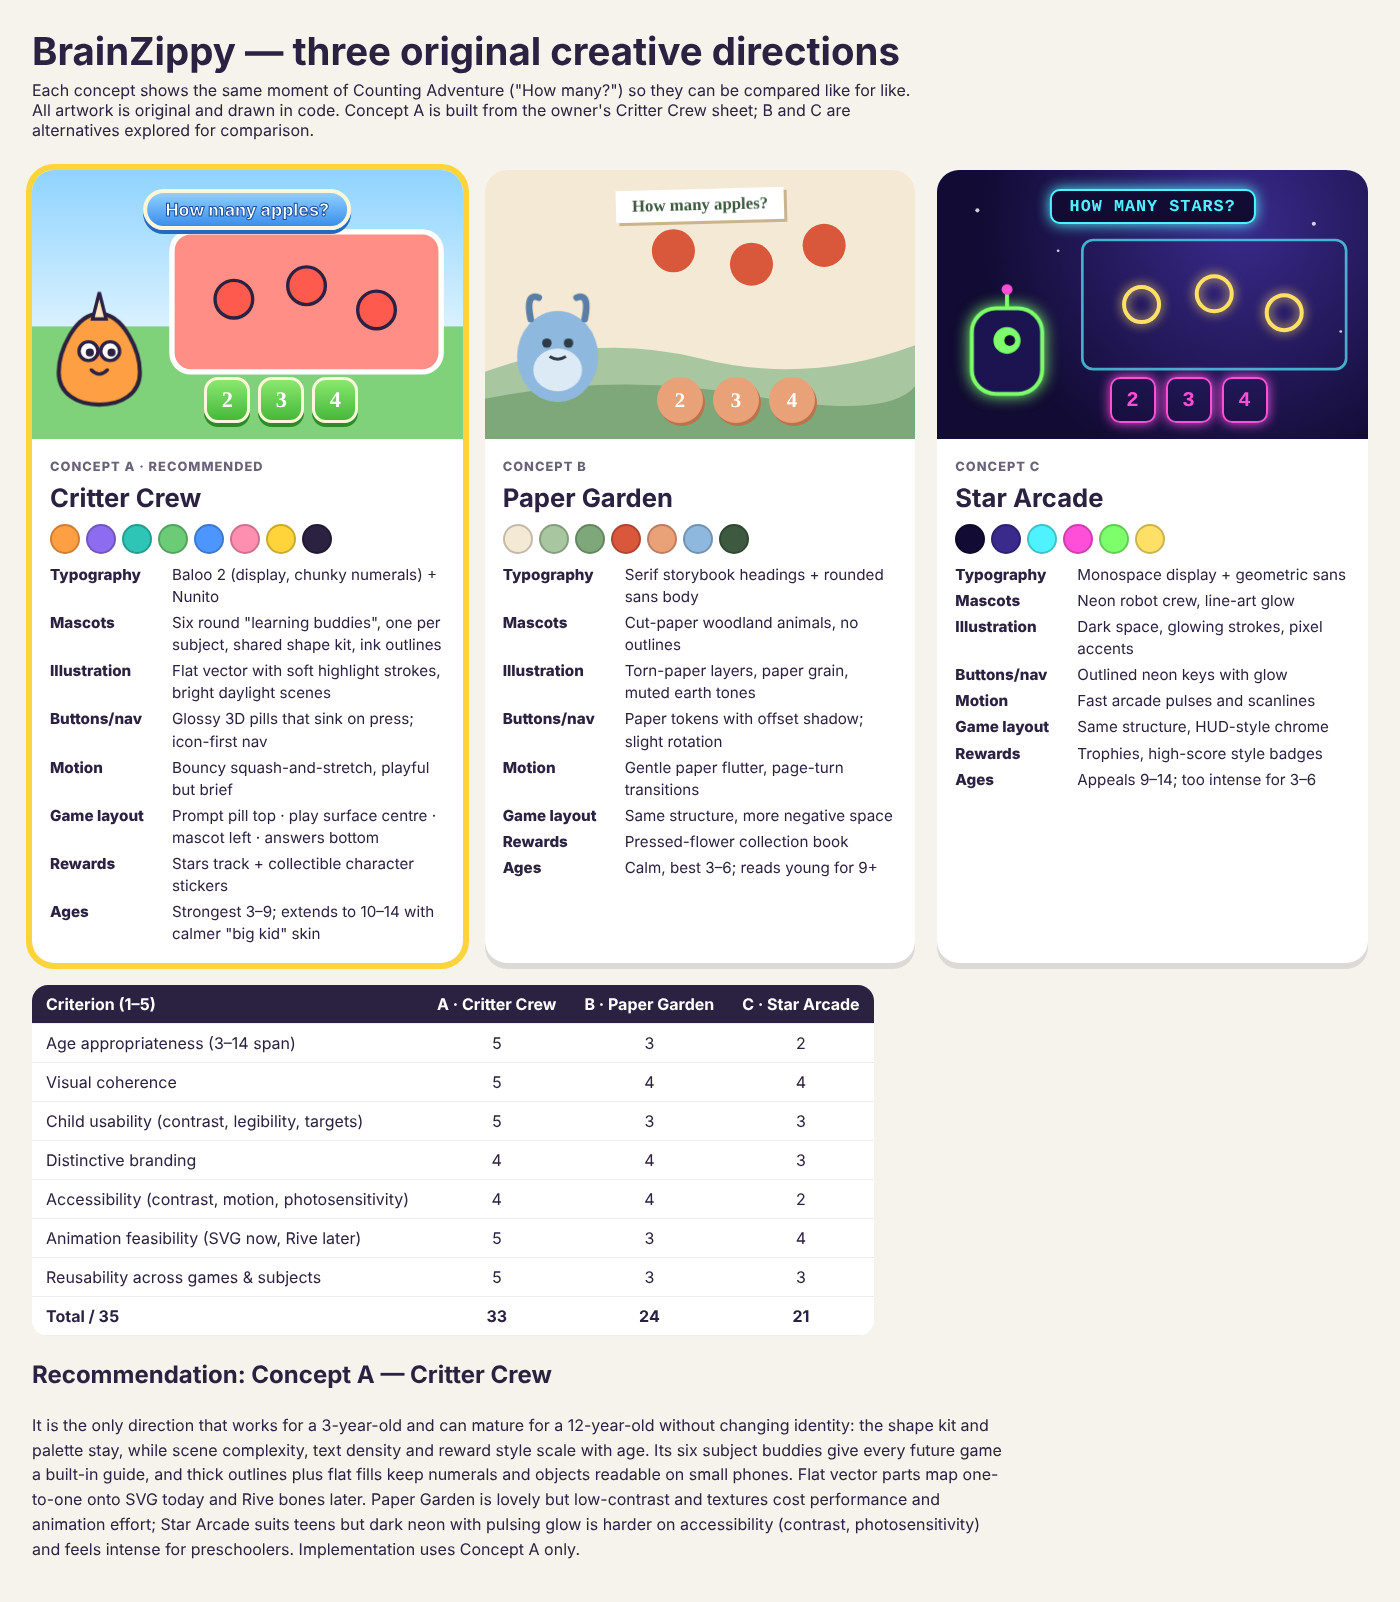 BrainZippy — three original creative directions
Each concept shows the same moment of Counting Adventure ("How many?") so they can be compared like for like.
All artwork is original and drawn in code. Concept A is built from the owner's Critter Crew sheet; B and C are
alternatives explored for comparison.
How many apples?
2 3 4
CONCEPT A · RECOMMENDED
Critter Crew
Typography Baloo 2 (display, chunky numerals) +
Nunito
Mascots Six round "learning buddies", one per
subject, shared shape kit, ink outlines
Illustration Flat vector with soft highlight strokes,
bright daylight scenes
Buttons/nav Glossy 3D pills that sink on press;
icon-first nav
Motion Bouncy squash-and-stretch, playful
but brief
Game layout Prompt pill top · play surface centre ·
mascot left · answers bottom
Rewards Stars track + collectible character
stickers
Ages Strongest 3–9; extends to 10–14 with
calmer "big kid" skin
How many apples?
2 3 4
CONCEPT B
Paper Garden
Typography Serif storybook headings + rounded
sans body
Mascots Cut-paper woodland animals, no
outlines
Illustration Torn-paper layers, paper grain,
muted earth tones
Buttons/nav Paper tokens with offset shadow;
slight rotation
Motion Gentle paper flutter, page-turn
transitions
Game layout Same structure, more negative space
Rewards Pressed-flower collection book
Ages Calm, best 3–6; reads young for 9+
HOW MANY STARS?
2 3 4
CONCEPT C
Star Arcade
Typography Monospace display + geometric sans
Mascots Neon robot crew, line-art glow
Illustration Dark space, glowing strokes, pixel
accents
Buttons/nav Outlined neon keys with glow
Motion Fast arcade pulses and scanlines
Game layout Same structure, HUD-style chrome
Rewards Trophies, high-score style badges
Ages Appeals 9–14; too intense for 3–6
Criterion (1–5) A · Critter Crew B · Paper Garden C · Star Arcade
Age appropriateness (3–14 span) 5 3 2
Visual coherence 5 4 4
Child usability (contrast, legibility, targets) 5 3 3
Distinctive branding 4 4 3
Accessibility (contrast, motion, photosensitivity) 4 4 2
Animation feasibility (SVG now, Rive later) 5 3 4
Reusability across games & subjects 5 3 3
Total / 35 33 24 21
Recommendation: Concept A — Critter Crew
It is the only direction that works for a 3-year-old and can mature for a 12-year-old without changing identity: the shape kit and
palette stay, while scene complexity, text density and reward style scale with age. Its six subject buddies give every future game
a built-in guide, and thick outlines plus flat fills keep numerals and objects readable on small phones. Flat vector parts map one-
to-one onto SVG today and Rive bones later. Paper Garden is lovely but low-contrast and textures cost performance and
animation effort; Star Arcade suits teens but dark neon with pulsing glow is harder on accessibility (contrast, photosensitivity)
and feels intense for preschoolers. Implementation uses Concept A only.